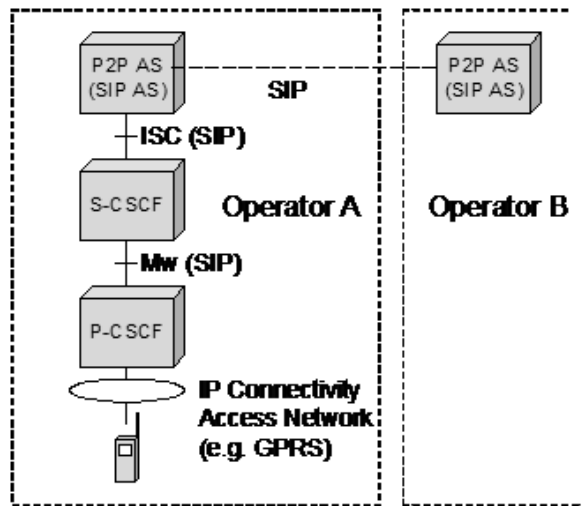 P2P AS
(SIP AS)
P2P AS
(SIP AS)
SIP
ISC (SIP)
S-CSCF
Operator A
Operator B
Mw (SIP)
P-CSCF
IP Connectivity
Access Network
(e.g. GPRS)